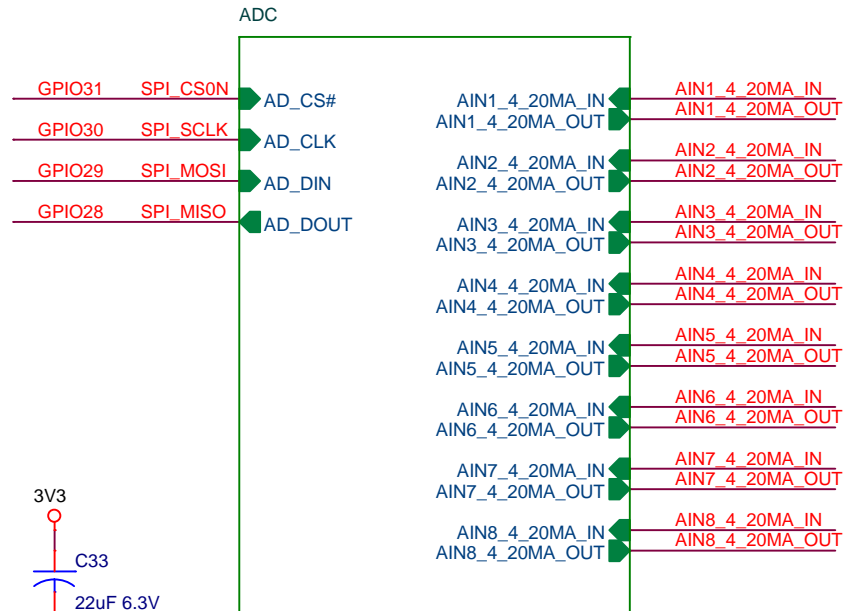 ADC
GPIO31 SPI_CS0N AD_CS# AIN1_4_20MA_IN AIN1_4_20MA_IN
AIN1_4_20MA_OUT AIN1_4_20MA_OUT
GPIO30 SPI_SCLK AD_CLK
AIN2_4_20MA_IN AIN2_4_20MA_IN
GPIO29 SPI_MOSI AD_DIN AIN2_4_20MA_OUT AIN2_4_20MA_OUT
GPIO28 SPI_MISO AD_DOUT AIN3_4_20MA_IN AIN3_4_20MA_IN
AIN3_4_20MA_OUT AIN3_4_20MA_OUT
AIN4_4_20MA_IN AIN4_4_20MA_IN
AIN4_4_20MA_OUT AIN4_4_20MA_OUT
AIN5_4_20MA_IN AIN5_4_20MA_IN
AIN5_4_20MA_OUT AIN5_4_20MA_OUT
AIN6_4_20MA_IN AIN6_4_20MA_IN
AIN6_4_20MA_OUT AIN6_4_20MA_OUT
AIN7_4_20MA_IN AIN7_4_20MA_IN
AIN7_4_20MA_OUT AIN7_4_20MA_OUT
3V3
AIN8_4_20MA_IN AIN8_4_20MA_IN
AIN8_4_20MA_OUT AIN8_4_20MA_OUT
C33
22uF 6.3V